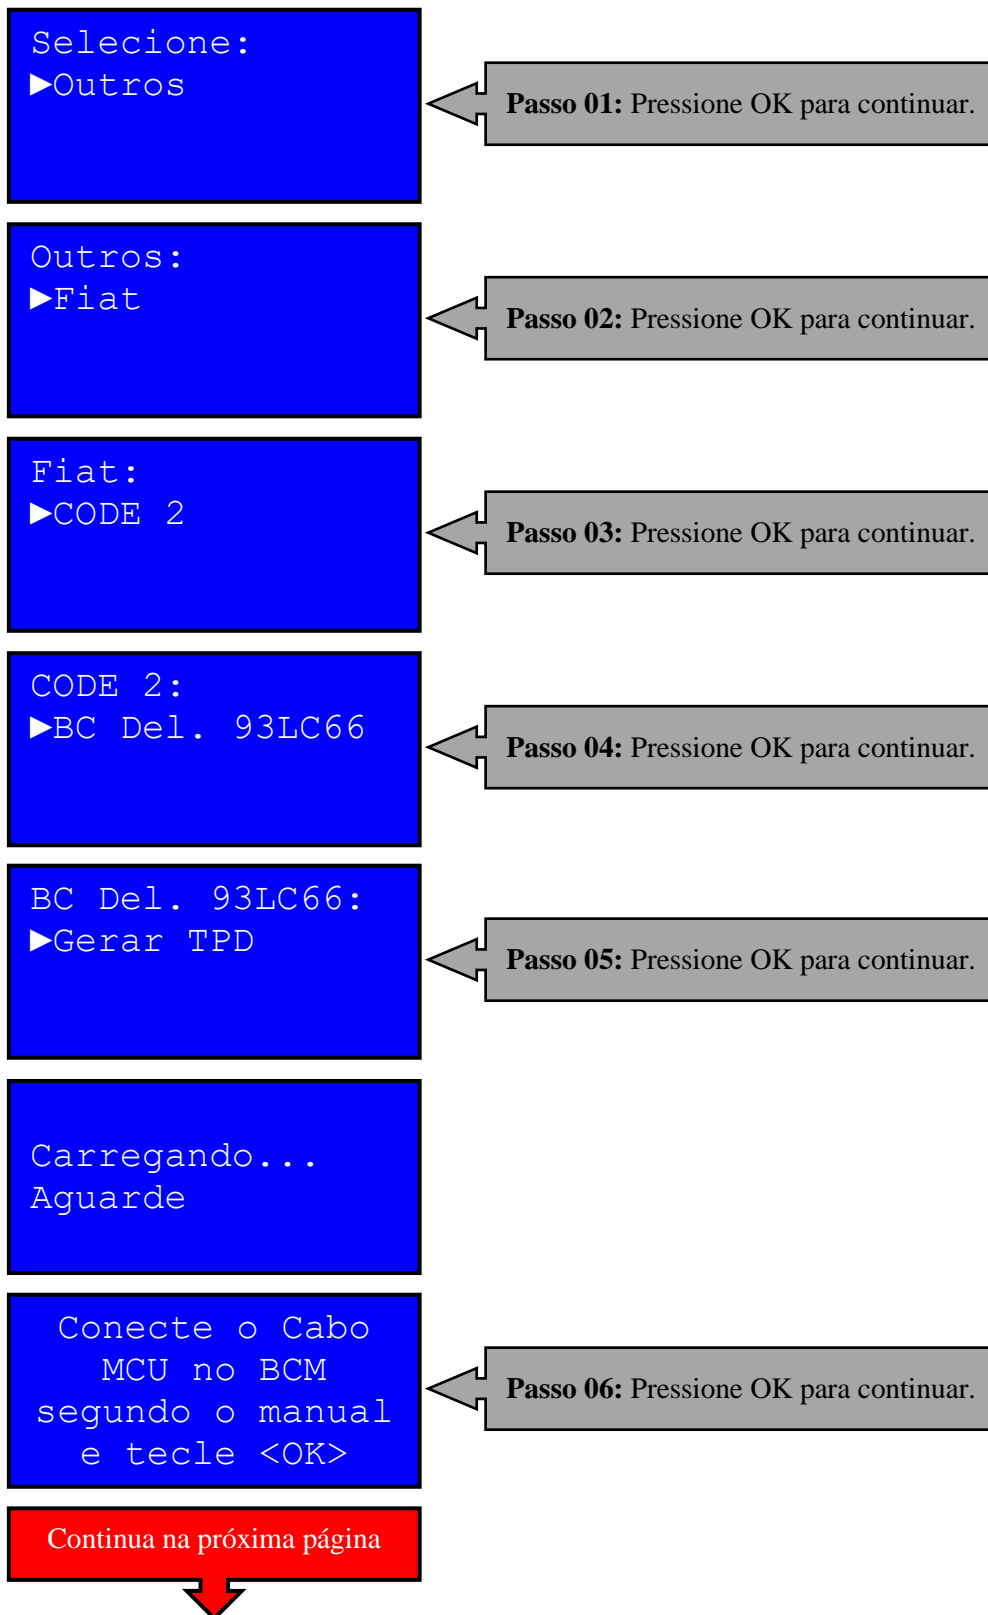 Selecione:
►Outros
Passo 01: Pressione OK para continuar.
Outros:
►Fiat
Passo 02: Pressione OK para continuar.
Fiat:
►CODE 2
Passo 03: Pressione OK para continuar.
CODE 2:
►BC Del. 93LC66
Passo 04: Pressione OK para continuar.
BC Del. 93LC66:
►Gerar TPD
Passo 05: Pressione OK para continuar.
Carregando...
Aguarde
Conecte o Cabo
MCU no BCM
segundo o manual
e tecle <OK>
Passo 06: Pressione OK para continuar.
Continua na próxima página